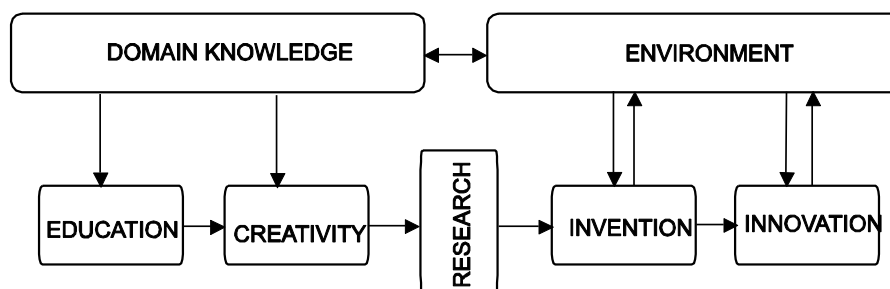 DOMAIN KNOWLEDGE
ENVIRONMENT
EDUCATION
CREATIVITY
RESEARCH
INVENTION
INNOVATION